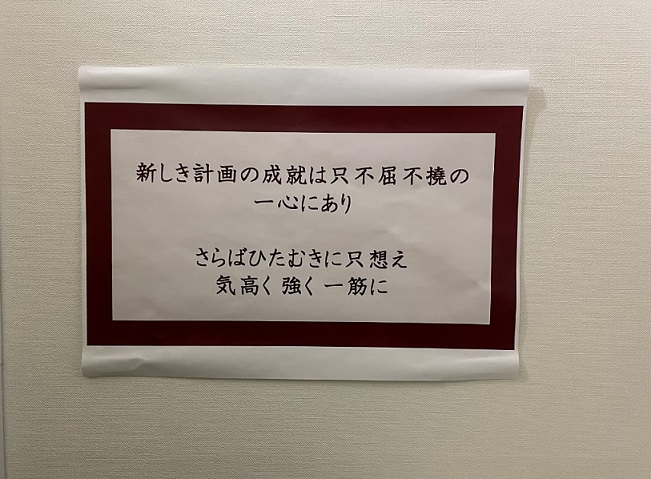 新しき計画の成就は只不屈不撓の
一心にあり
さらばひたむきに只想え
気高く強く一筋に